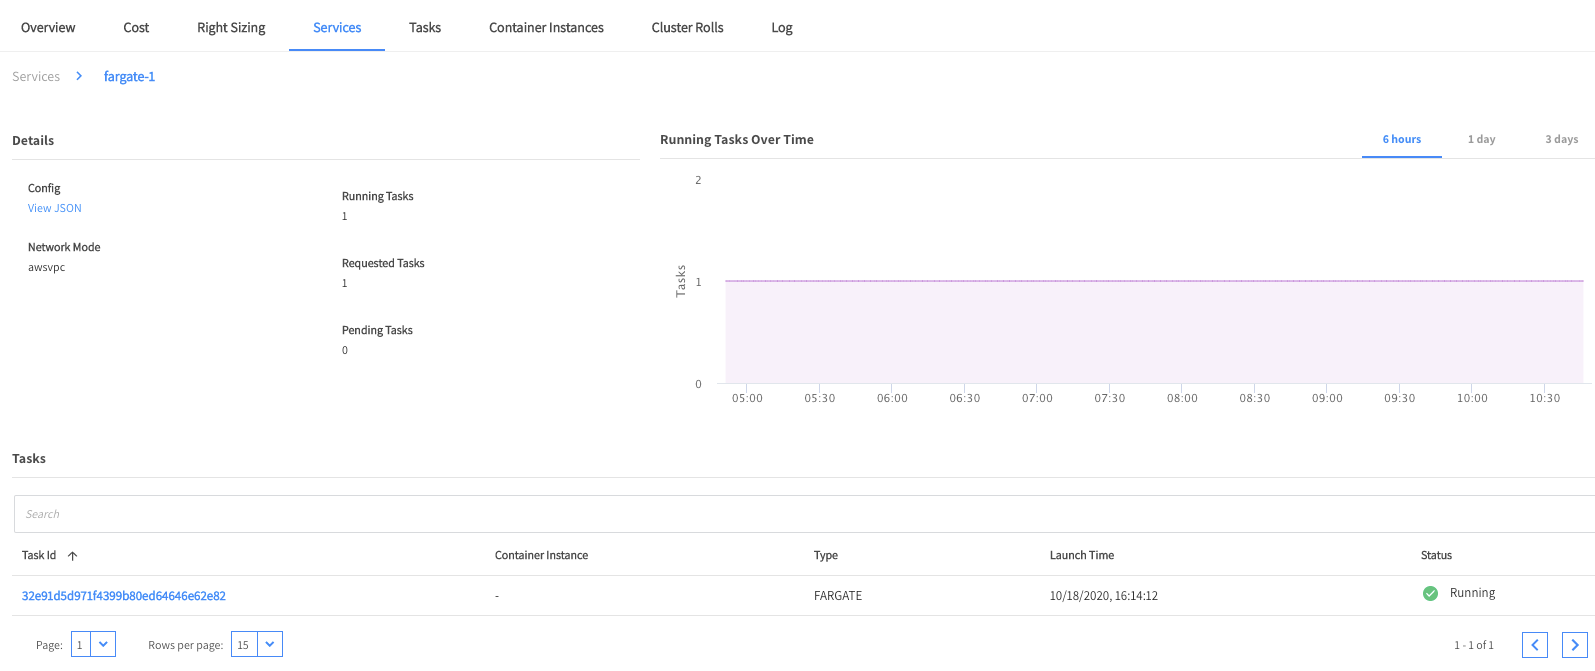 Overview Cost Right Sizing Services Tasks Container Instances Cluster Rolls Log
Services fargate-1
Details
Config
View JSON
Network Mode
awsvpc
Running Tasks
1
Requested Tasks
1
Pending Tasks
0
Running Tasks Over Time 6 hours 1 day 3 days
2
1
0
Tasks
05:00 05:30 06:00 06:30 07:00 07:30 08:00 08:30 09:00 09:30 10:00 10:30
Tasks
Search
Task Id Container Instance Type Launch Time Status
32e91d5d971f4399b80ed64646e62e82 - FARGATE 10/18/2020, 16:14:12 Running
Page: 1 Rows per page: 15 1 - 1 of 1